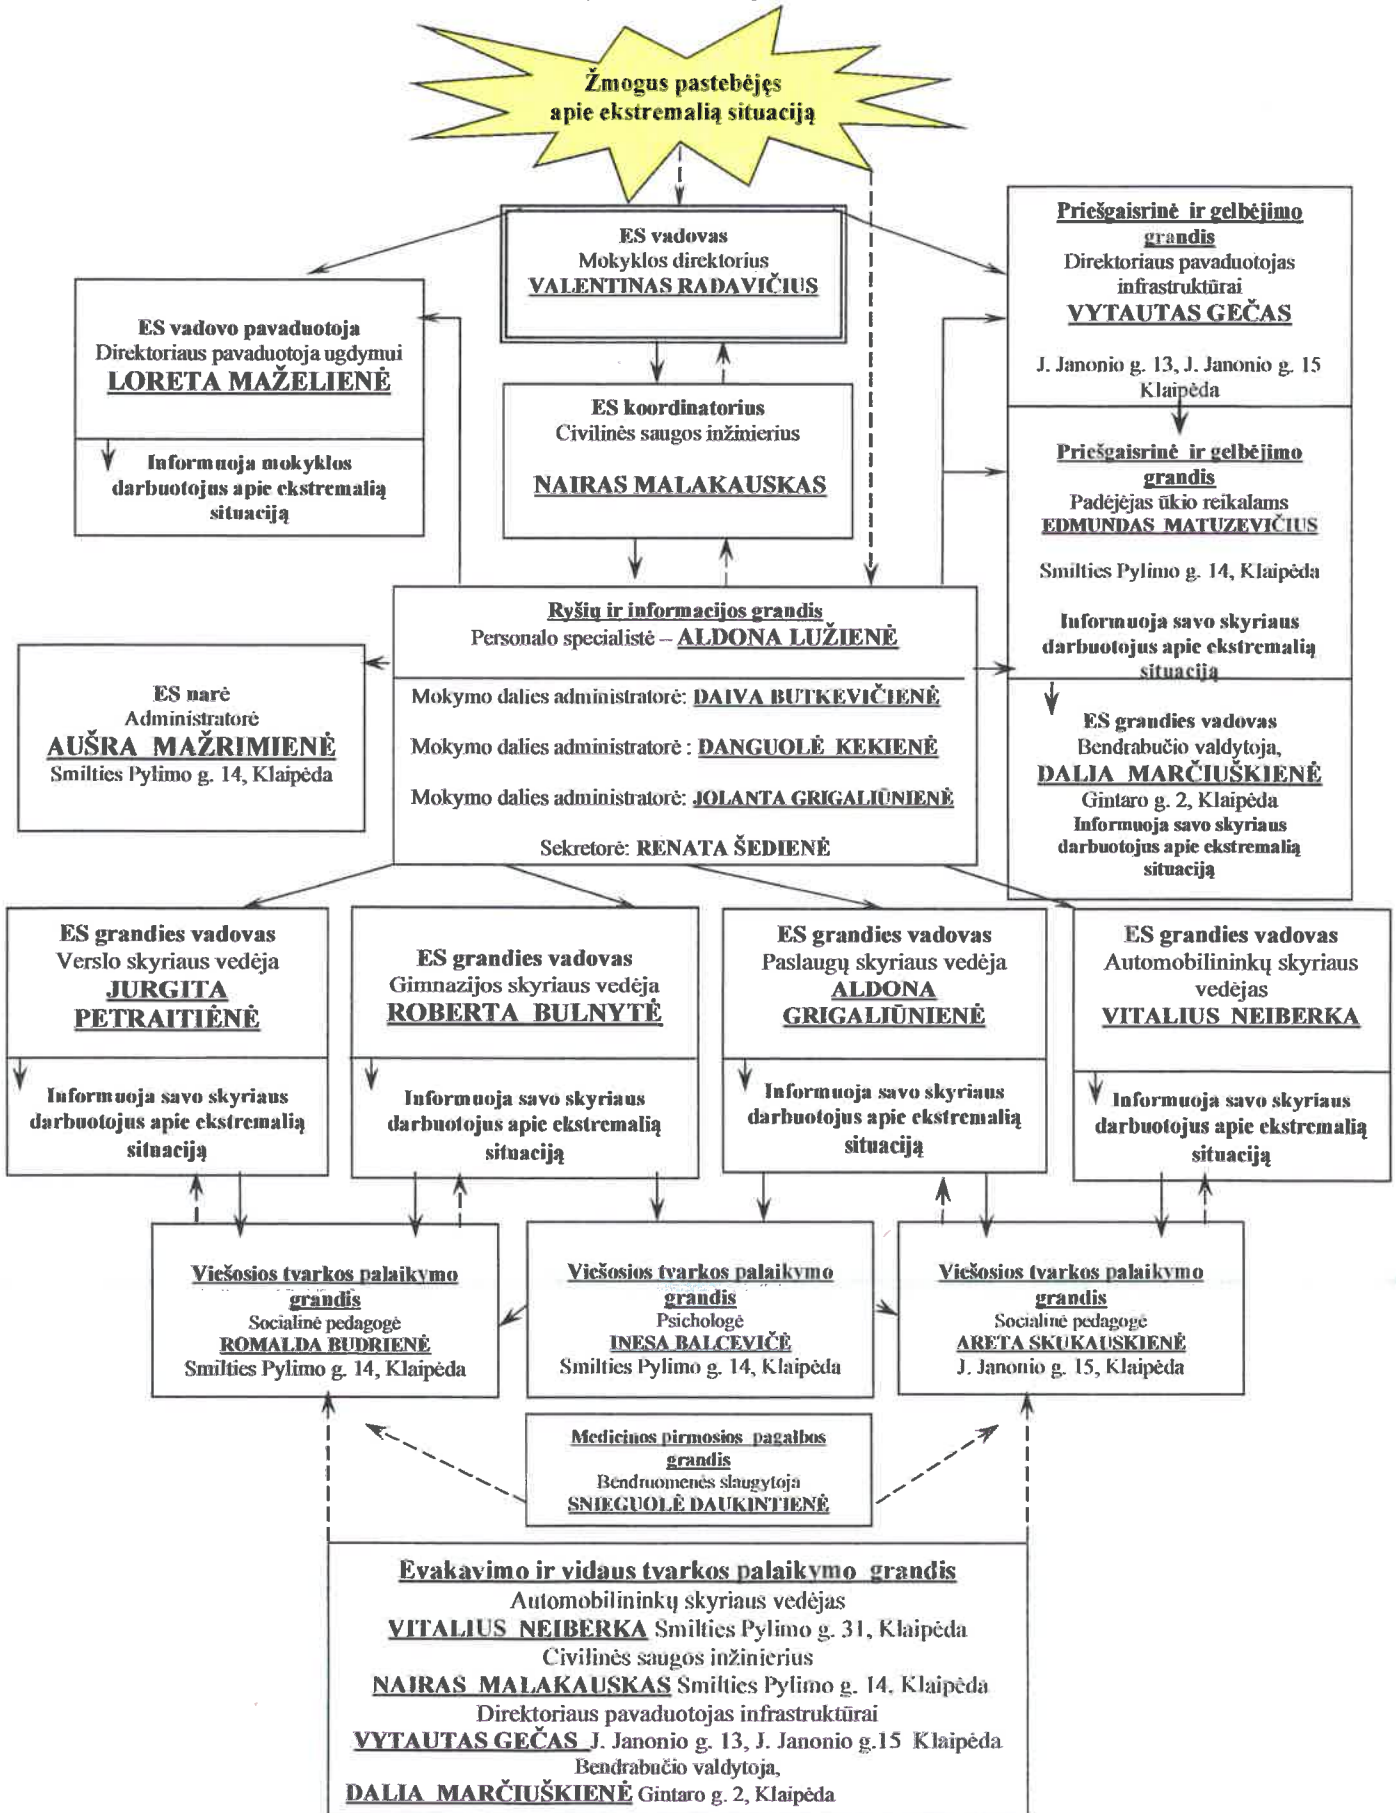 Žmogus pastebėjęs
apie ekstremalią situaciją
ES vadovas
Mokyklos direktorius
VALENTINAS RADAVIČIUS
Priešgaisrinė ir gelbėjimo
grandis
Direktoriaus pavaduotojas
infrastruktūrai
VYTAUTAS GEČAS
J. Janonio g. 13, J. Janonio g. 15
Klaipėda
ES vadovo pavaduotoja
Direktoriaus pavaduotoja ugdymui
LORETA MAŽELIENĖ
Informuoja mokyklos
darbuotojus apie ekstremalią
situaciją
ES koordinatorius
Civilinės saugos inžinierius
NAIRAS MALAKAUSKAS
Priešgaisrinė ir gelbėjimo
grandis
Padėjėjas ūkio reikalams
EDMUNDAS MATUZEVIČIUS
Smilties Pylimo g. 14, Klaipėda
Informuoja savo skyriaus
darbuotojus apie ekstremalią
situaciją
Ryšių ir informacijos grandis
Personalo specialistė – ALDONA LUŽIENĖ
Mokymo dalies administratorė: DAIVA BUTKEVIČIENĖ
Mokymo dalies administratorė : DANGUOLĖ KEKIENĖ
Mokymo dalies administratorė: JOLANTA GRIGALIŪNIENĖ
Sekretorė: RENATA ŠEDIENĖ
ES narė
Administratorė
AUŠRA MAŽRIMIENĖ
Smilties Pylimo g. 14, Klaipėda
ES grandies vadovas
Bendrabučio valdytoja,
DALIA MARČIUŠKIENĖ
Gintaro g. 2, Klaipėda
Informuoja savo skyriaus
darbuotojus apie ekstremalią
situaciją
ES grandies vadovas
Verslo skyriaus vedėja
JURGITA
PETRAITIĖNĖ
Informuoja savo skyriaus
darbuotojus apie ekstremalią
situaciją
ES grandies vadovas
Gimnazijos skyriaus vedėja
ROBERTA BULNYTĖ
Informuoja savo skyriaus
darbuotojus apie ekstremalią
situaciją
ES grandies vadovas
Paslaugų skyriaus vedėja
ALDONA
GRIGALIŪNIENĖ
Informuoja savo skyriaus
darbuotojus apie ekstremalią
situaciją
ES grandies vadovas
Automobilininkų skyriaus
vedėjas
VITALIUS NEIBERKA
Informuoja savo skyriaus
darbuotojus apie ekstremalią
situaciją
Viešosios tvarkos palaikymo
grandis
Socialinė pedagogė
ROMALDA BUDRIENĖ
Smilties Pylimo g. 14, Klaipėda
Viešosios tvarkos palaikymo
grandis
Psichologė
INESA BALCEVIČĖ
Smilties Pylimo g. 14, Klaipėda
Viešosios tvarkos palaikymo
grandis
Socialinė pedagogė
ARETA SKUKAUSKIENĖ
J. Janonio g. 15, Klaipėda
Medicinos pirmosios pagalbos
grandis
Bendruomenės slaugytoja
SNIEGUOLĖ DAUKINTIENĖ
Evakavimo ir vidaus tvarkos palaikymo grandis
Automobilininkų skyriaus vedėjas
VITALIUS NEIBERKA Smilties Pylimo g. 31, Klaipėda
Civilinės saugos inžinierius
NAIRAS MALAKAUSKAS Smilties Pylimo g. 14, Klaipėda
Direktoriaus pavaduotojas infrastruktūrai
VYTAUTAS GEČAS J. Janonio g. 13, J. Janonio g.15 Klaipėda
Bendrabučio valdytoja,
DALIA MARČIUŠKIENĖ Gintaro g. 2, Klaipėda